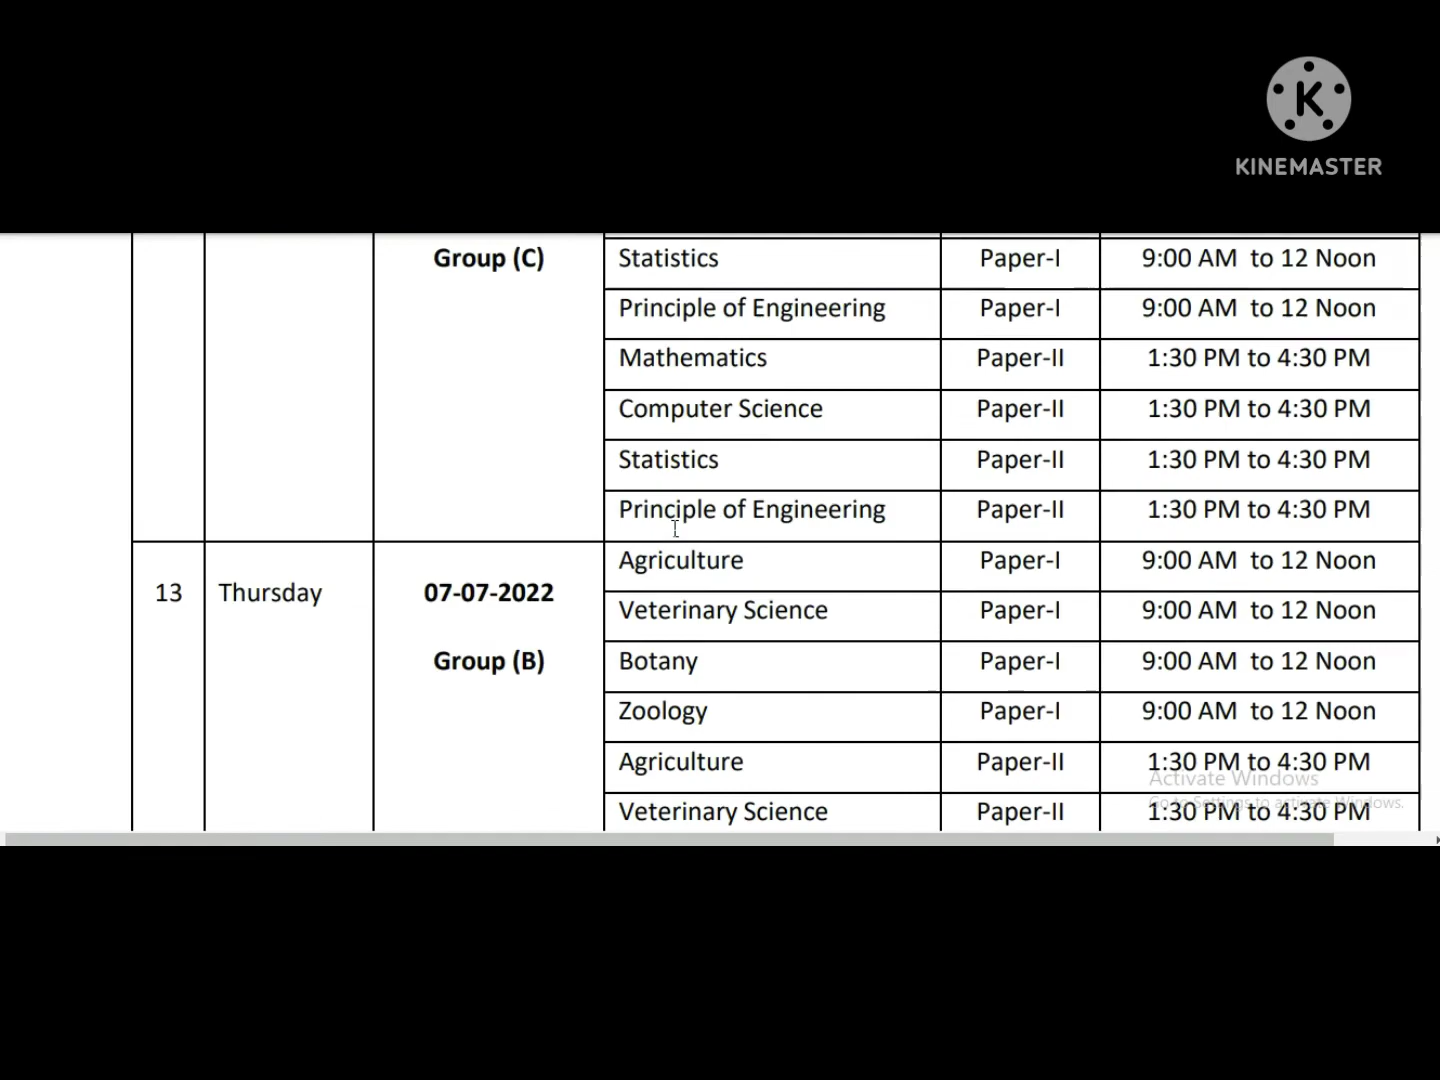 K
KINEMASTER
Group (C) Statistics Paper-I 9:00 AM to 12 Noon
Principle of Engineering Paper-I 9:00 AM to 12 Noon
Mathematics Paper-II 1:30 PM to 4:30 PM
Computer Science Paper-II 1:30 PM to 4:30 PM
Statistics Paper-II 1:30 PM to 4:30 PM
Principle of Engineering Paper-II 1:30 PM to 4:30 PM
Agriculture Paper-I 9:00 AM to 12 Noon
13 Thursday 07-07-2022
Veterinary Science Paper-I 9:00 AM to 12 Noon
Group (B) Botany Paper-I 9:00 AM to 12 Noon
Zoology Paper-I 9:00 AM to 12 Noon
Agriculture Paper-II 1:30 PM to 4:30 PM
Activate Windows
Go to Settings to activate Windows.
Veterinary Science Paper-II 1:30 PM to 4:30 PM